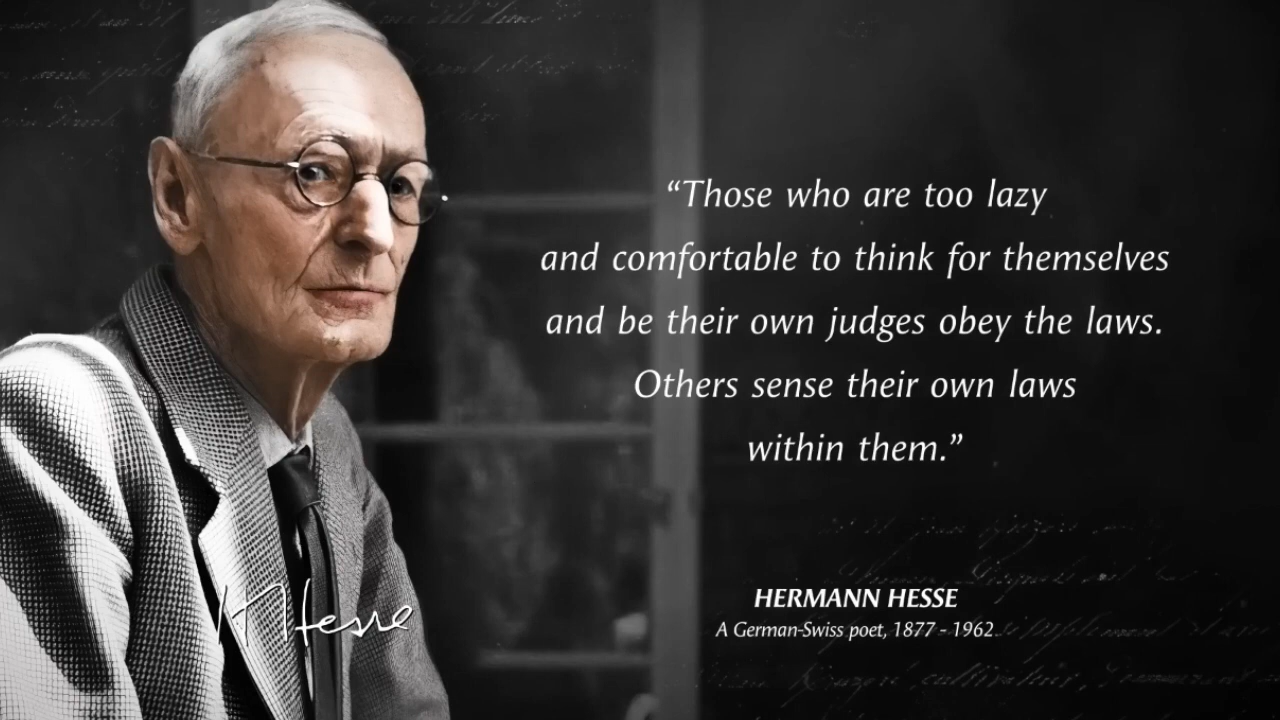 “Those who are too lazy
and comfortable to think for themselves
and be their own judges obey the laws.
Others sense their own laws
within them.”
HERMANN HESSE
A German-Swiss poet, 1877 - 1962
H Hesse